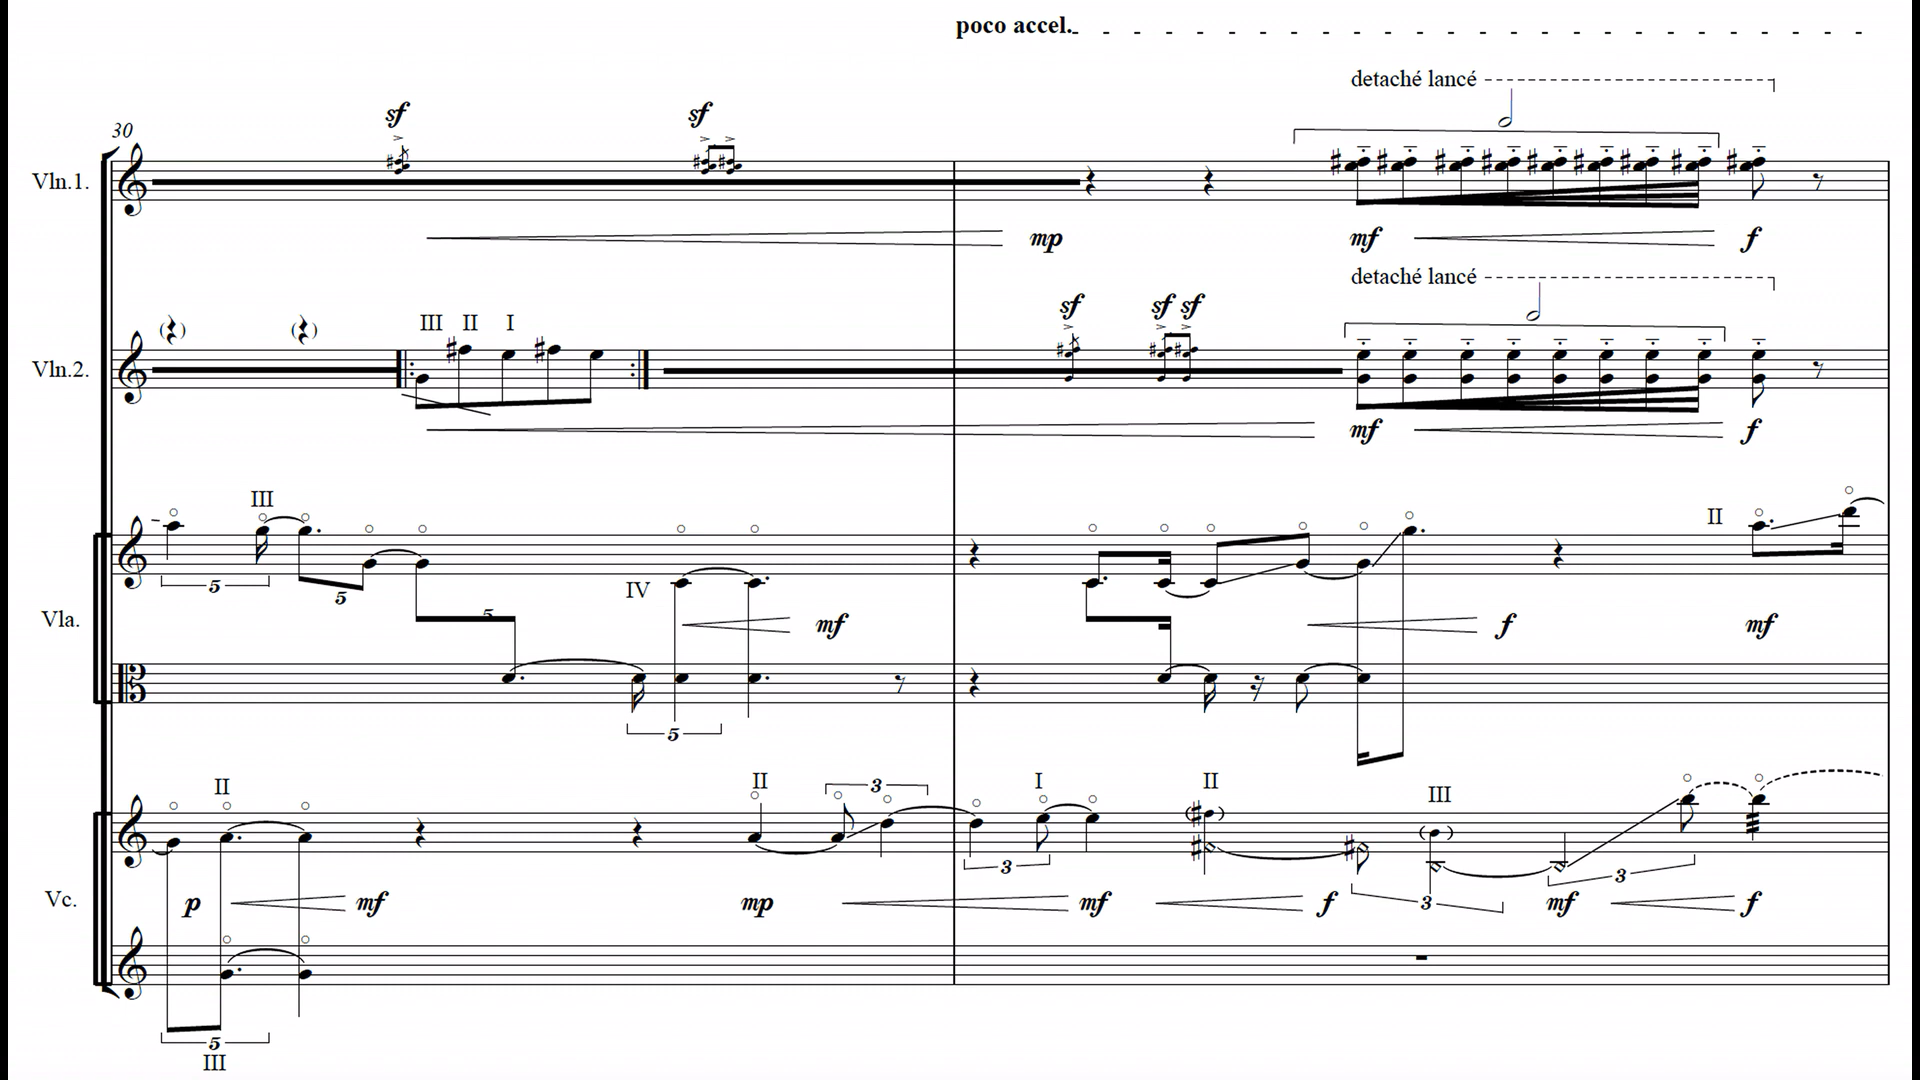 poco accel.
detaché lancé
sf sf
30
Vln.1.
mp mf f
detaché lancé
sf sf sf
III II I
Vln.2.
mf f
III
II
5 5 5 IV
Vla.
mf f mf
5
II II 3 I II III
3 3 3
Vc.
p mf mp mf f mf f
5
III